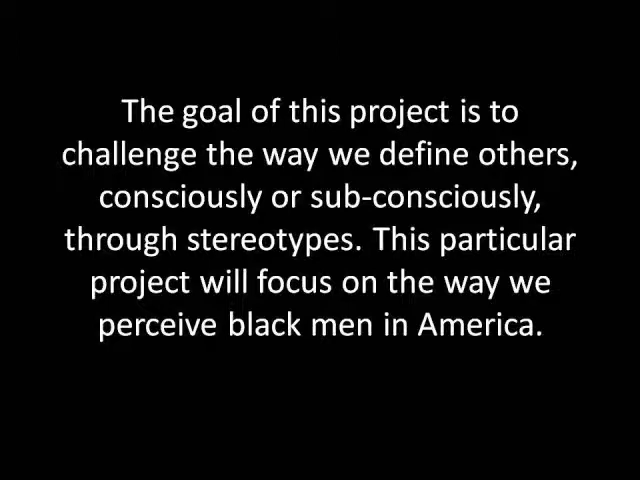 The goal of this project is to
challenge the way we define others,
consciously or sub-consciously,
through stereotypes. This particular
project will focus on the way we
perceive black men in America.